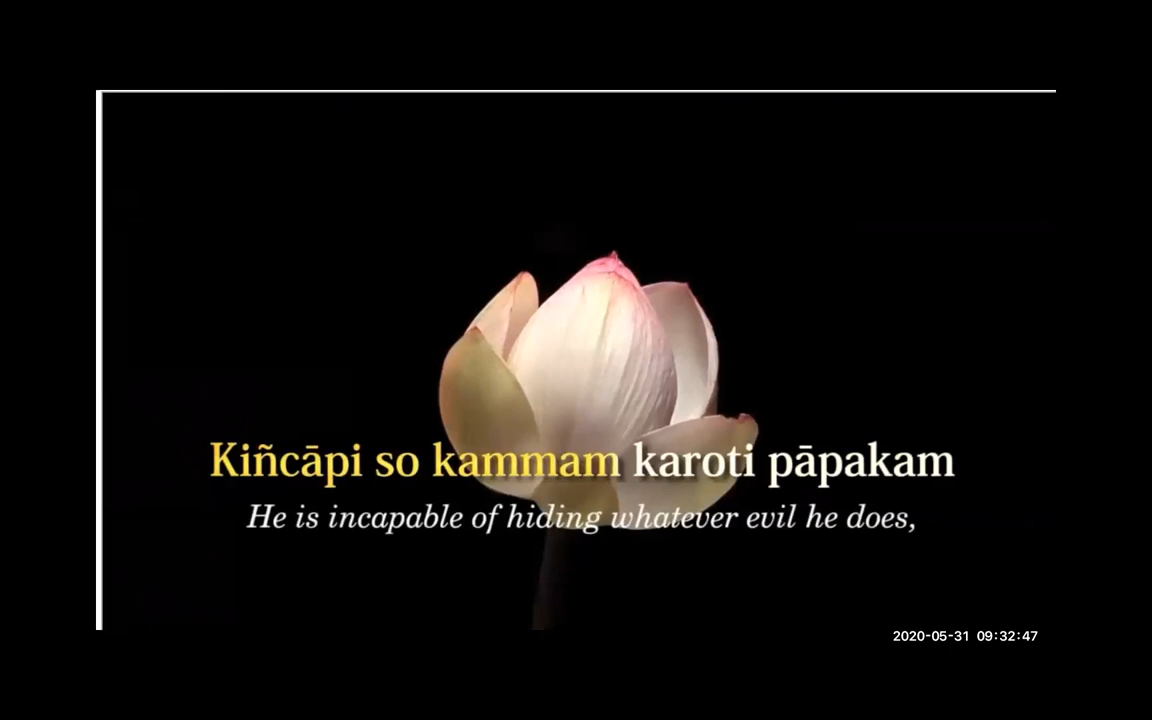 Kiñcāpi so kammam karoti pāpakam
He is incapable of hiding whatever evil he does,
2020-05-31 09:32:47